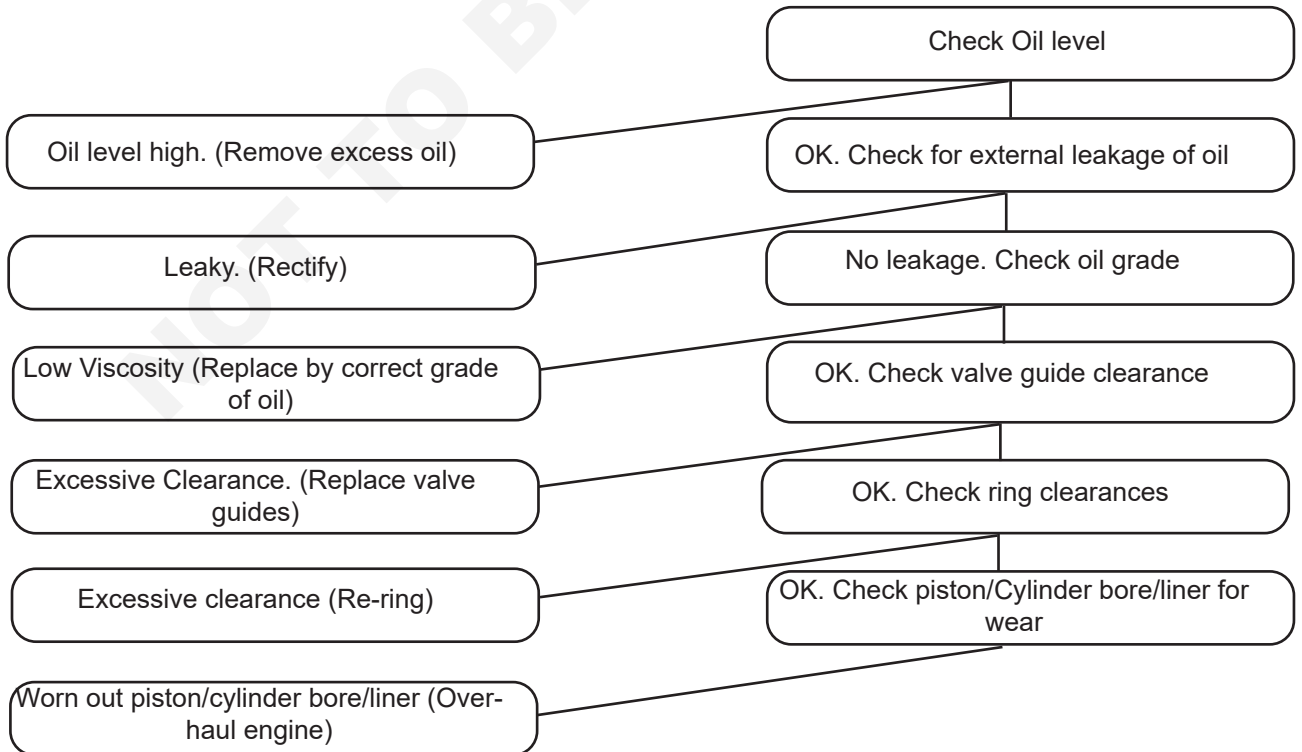 Check Oil level
Oil level high. (Remove excess oil)
OK. Check for external leakage of oil
Leaky. (Rectify)
No leakage. Check oil grade
Low Viscosity (Replace by correct grade
of oil)
OK. Check valve guide clearance
Excessive Clearance. (Replace valve
guides)
OK. Check ring clearances
Excessive clearance (Re-ring)
OK. Check piston/Cylinder bore/liner for
wear
Worn out piston/cylinder bore/liner (Over-
haul engine)
NOT TO B